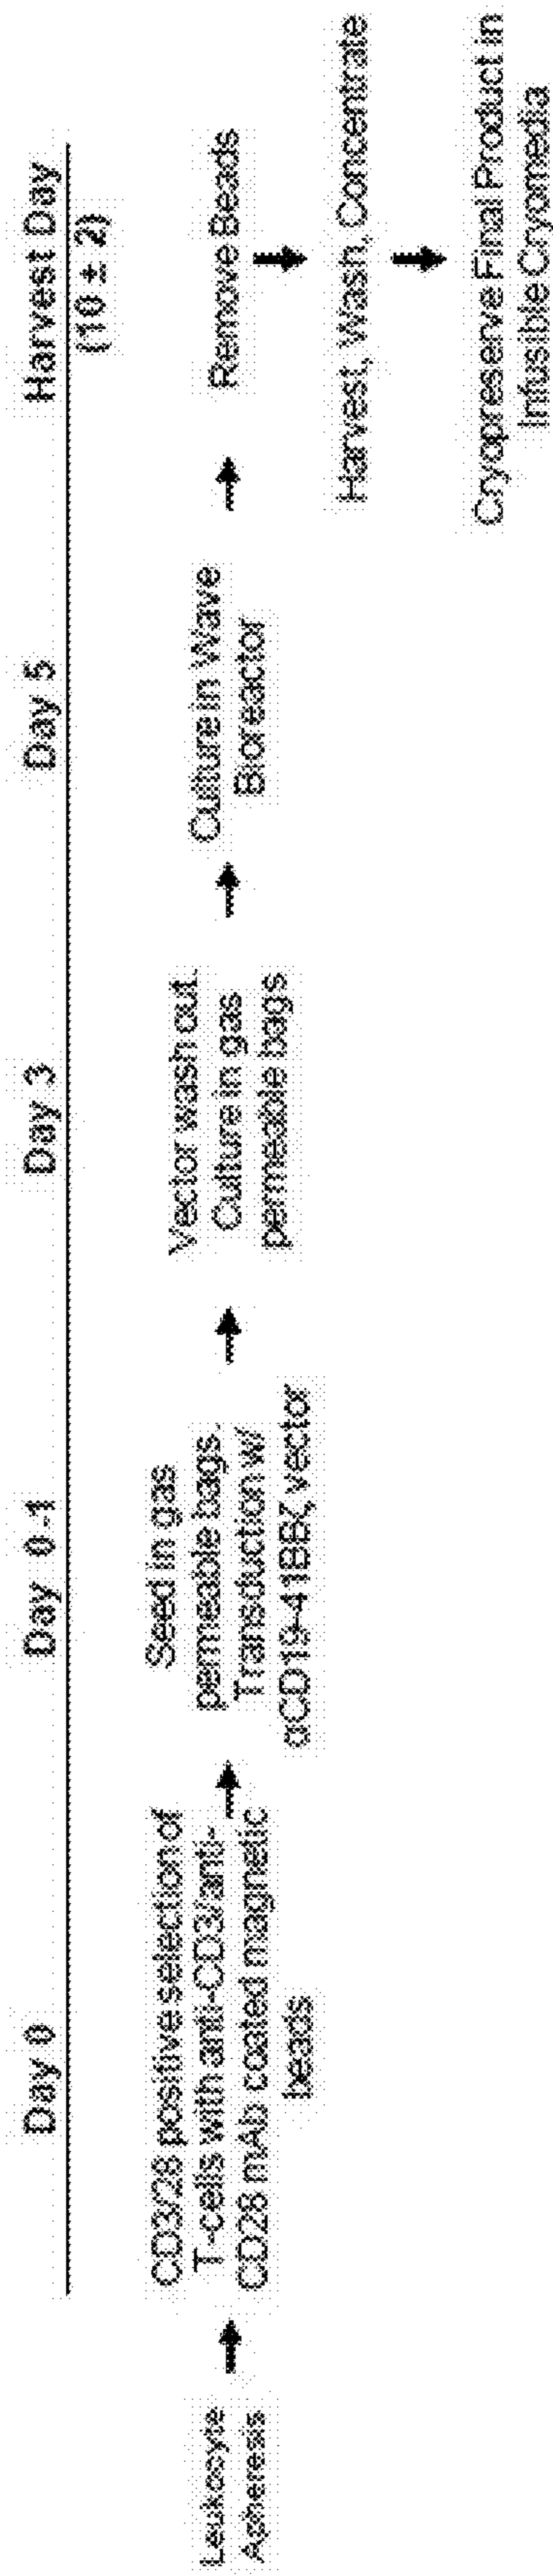 Day 0
Day 0-1
Day 3
Day 5
Harvest Day
(10 ± 2)
Leukocyte
Apheresis
CD3/28 positive selection of
T-cells with anti-CD3/anti-
CD28 mAb coated magnetic
beads
Seed in gas
permeable bags.
Transduction w/
αCD19-41BBζ vector
Vector wash out.
Culture in gas
permeable bags
Culture in Wave
Bioreactor
Remove Beads
Harvest, Wash, Concentrate
Cryopreserve Final Product in
Infusible Cryomedia